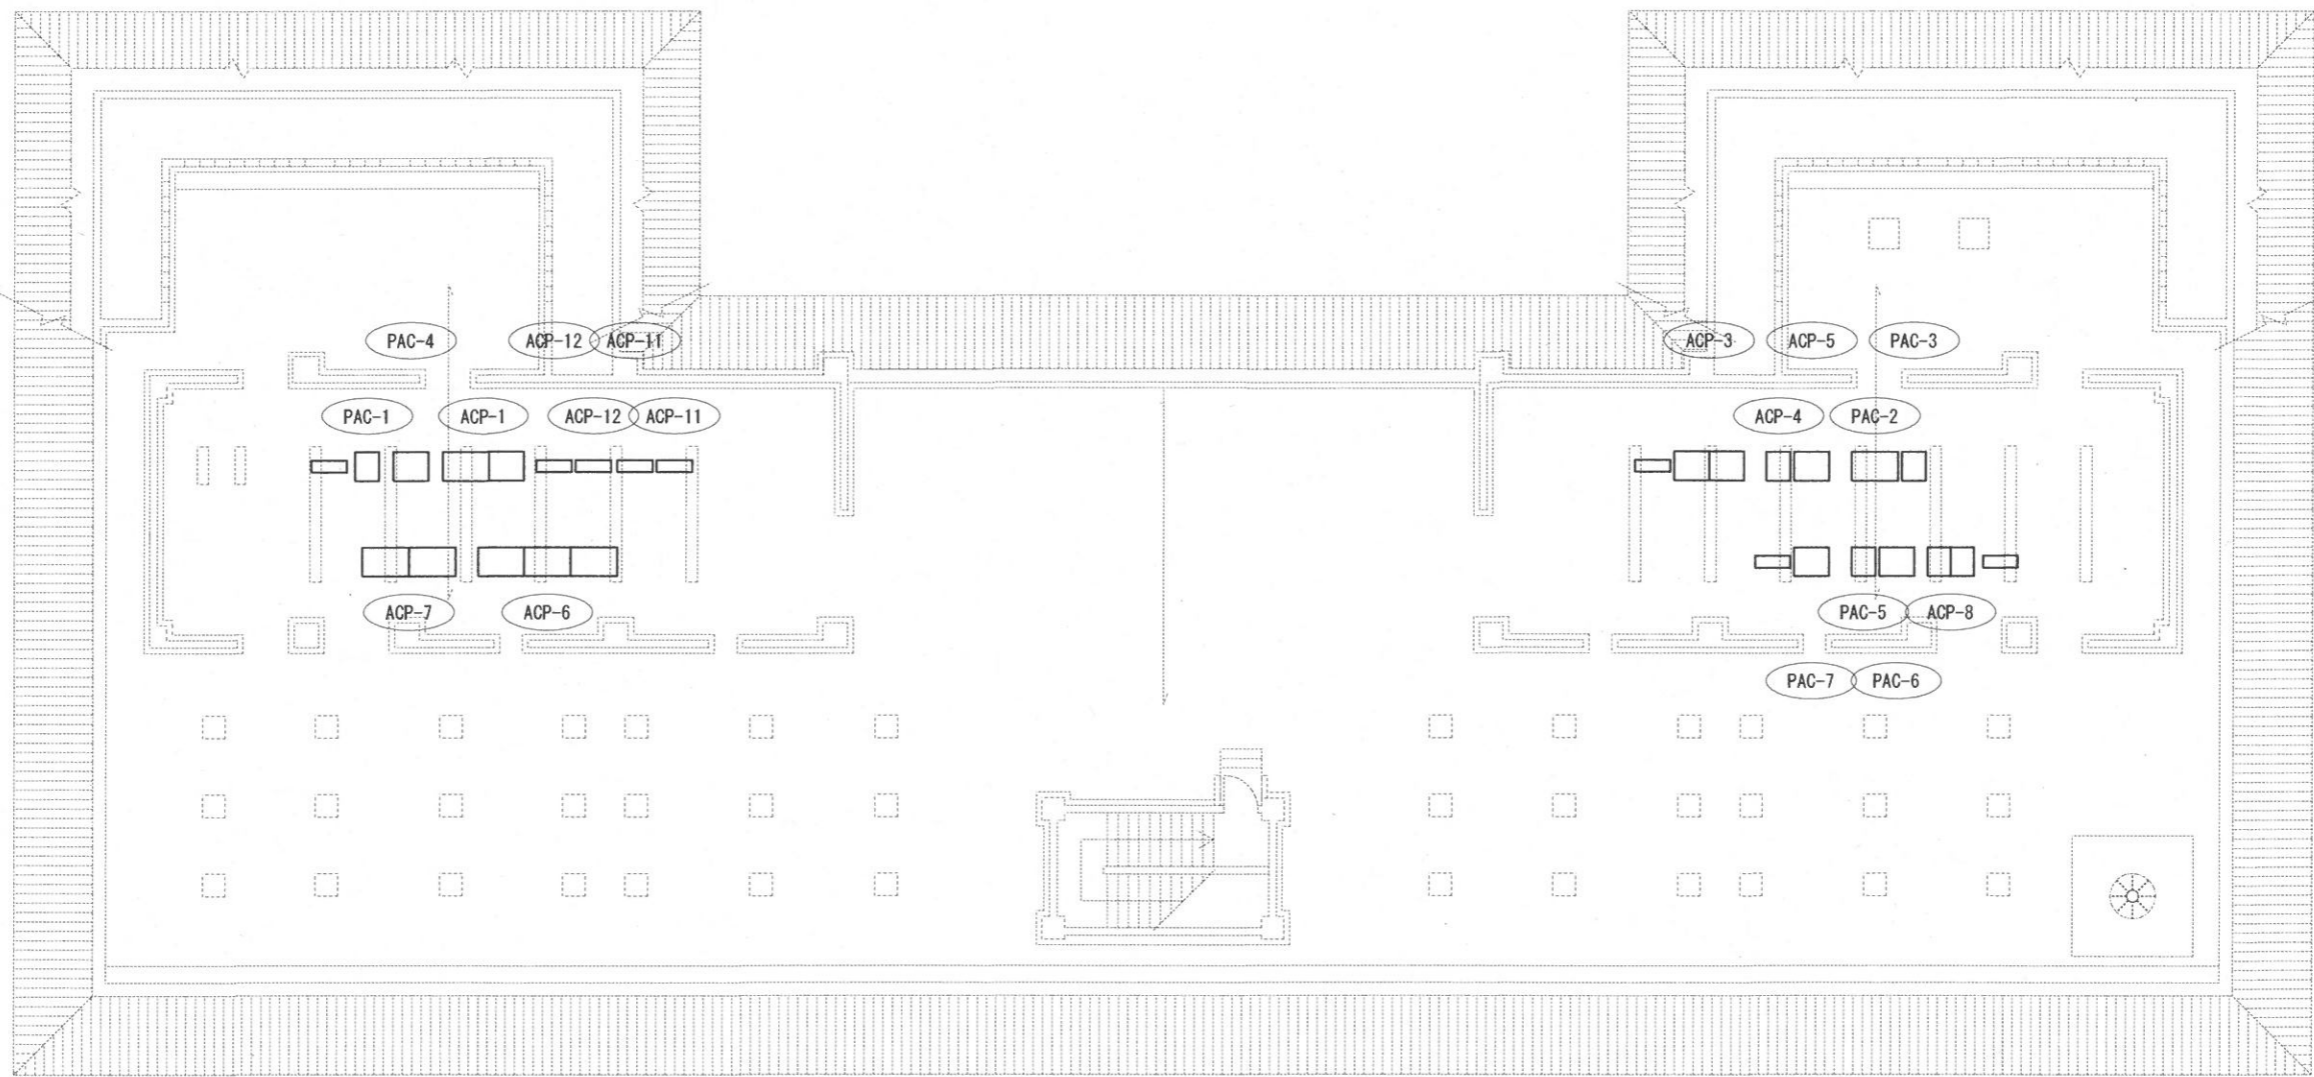 PAC-4 ACP-12 ACP-11 ACP-3 ACP-5 PAC-3
PAC-1 ACP-1 ACP-12 ACP-11 ACP-4 PAC-2
ACP-7 ACP-6 PAC-5 ACP-8
PAC-7 PAC-6